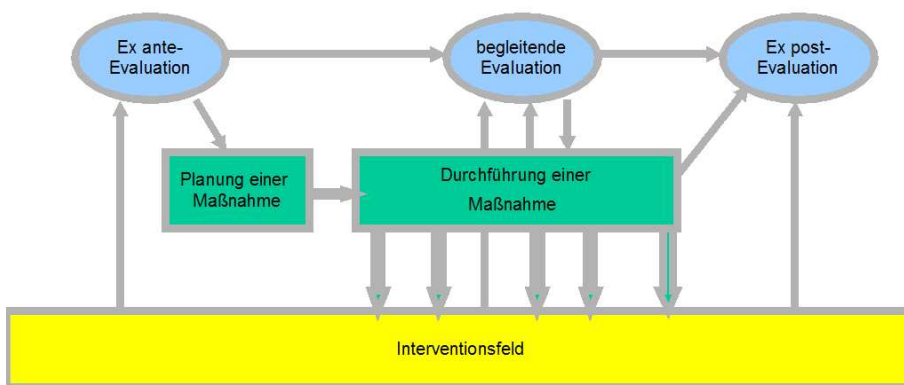 Ex ante-
Evaluation
begleitende
Evaluation
Ex post-
Evaluation
Planung einer
Maßnahme
Durchführung einer
Maßnahme
Interventionsfeld